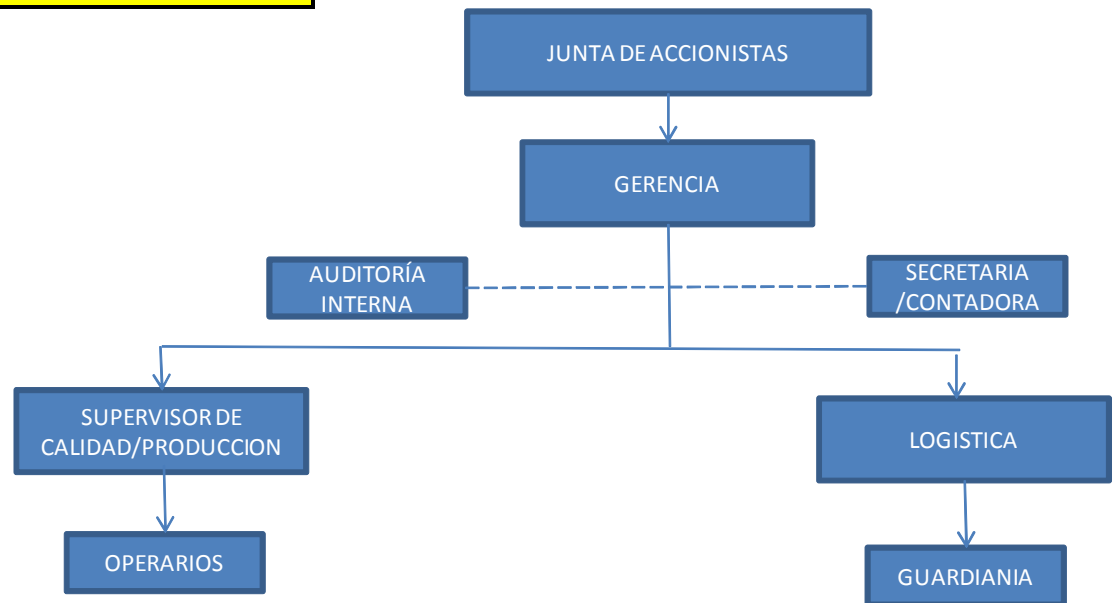 JUNTA DE ACCIONISTAS
GERENCIA
AUDITORÍA
INTERNA
SECRETARIA
/CONTADORA
SUPERVISOR DE
CALIDAD/PRODUCCION
LOGISTICA
OPERARIOS
GUARDIANIA